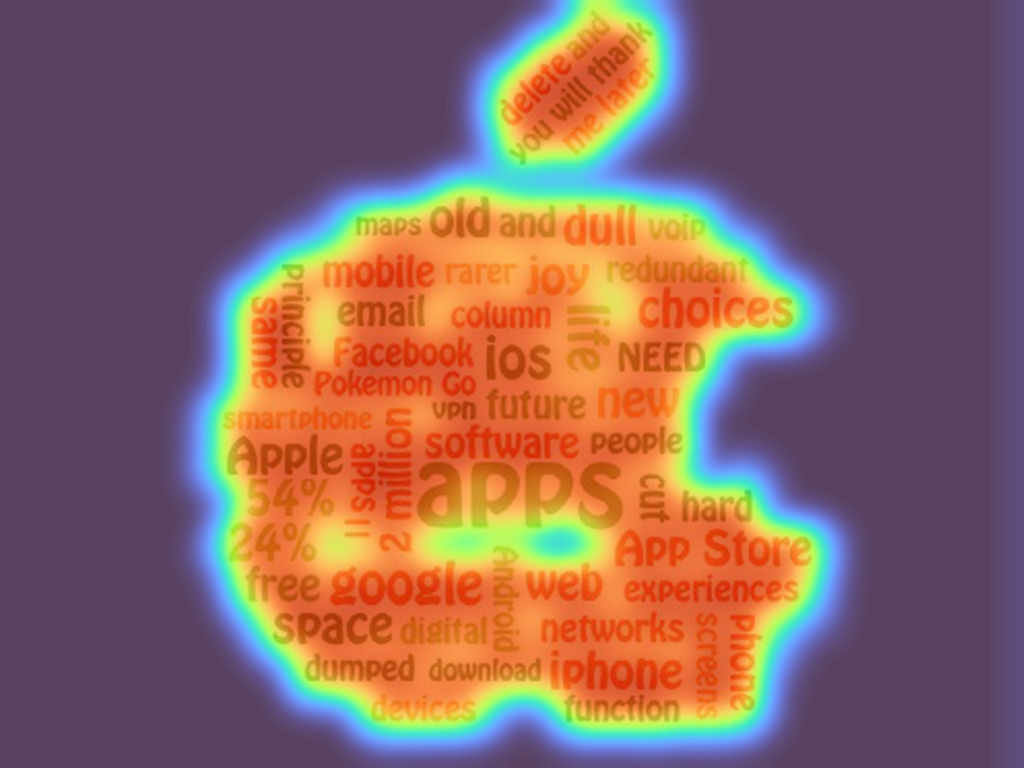 delete and
you will thank
me later
maps old and dull voip
mobile rarer joy redundant
principle
same
email column life choices
Facebook ios NEED
Pokemon Go
vpn future new
smartphone
software people
Apple
apps
million
apps
cut
hard
54%
11
2
24%
App Store
free google Android web experiences
space digital networks
screens
phone
dumped download iphone
devices function